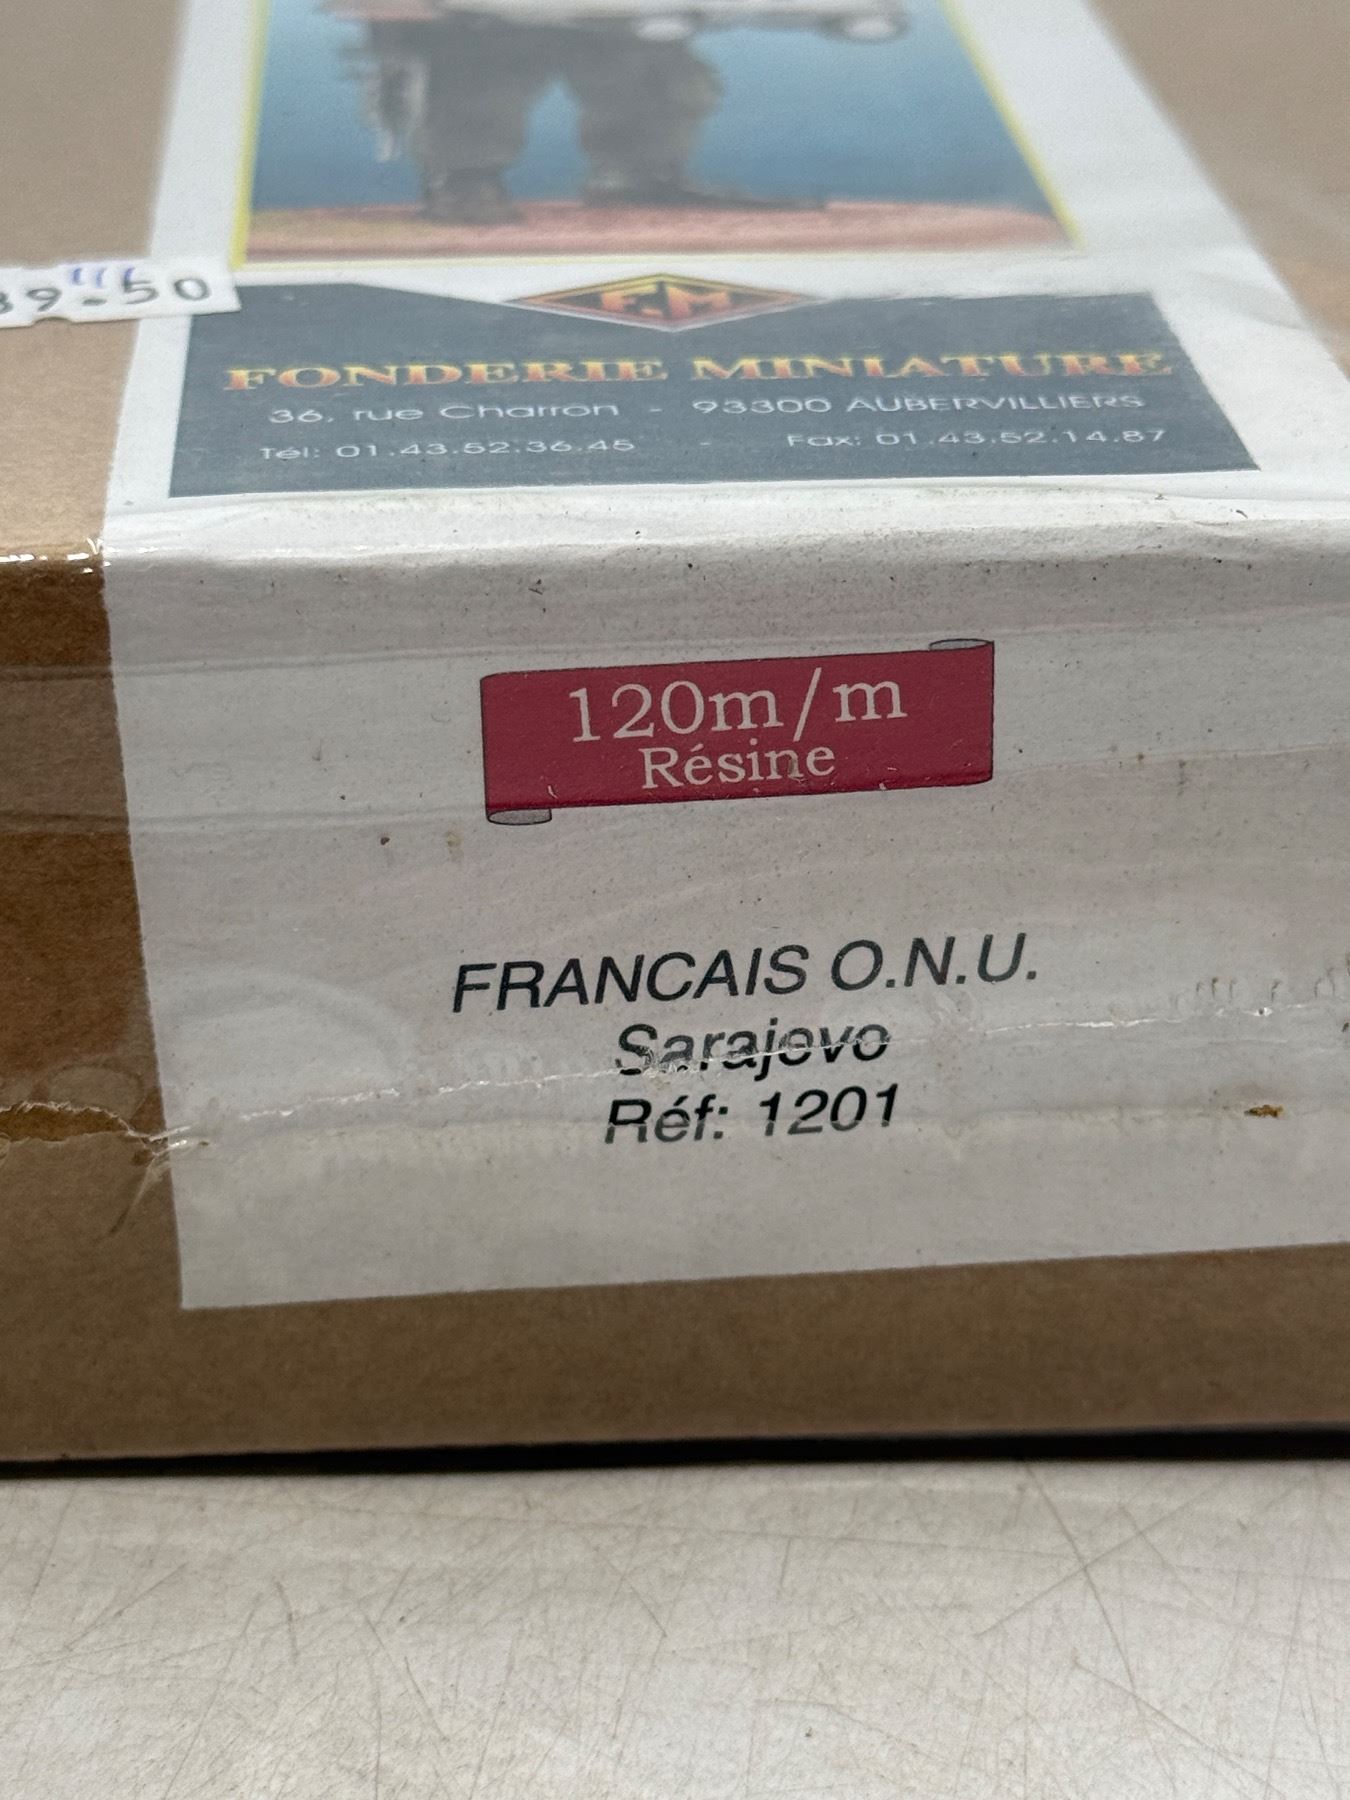 F.M
39.50
FONDERIE MINIATURE
36, rue Charron - 93300 AUBERVILLIERS
Tél: 01.43.52.36.45 - Fax: 01.43.52.14.87
120m/m
Résine
FRANCAIS O.N.U.
Sarajevo
Réf: 1201